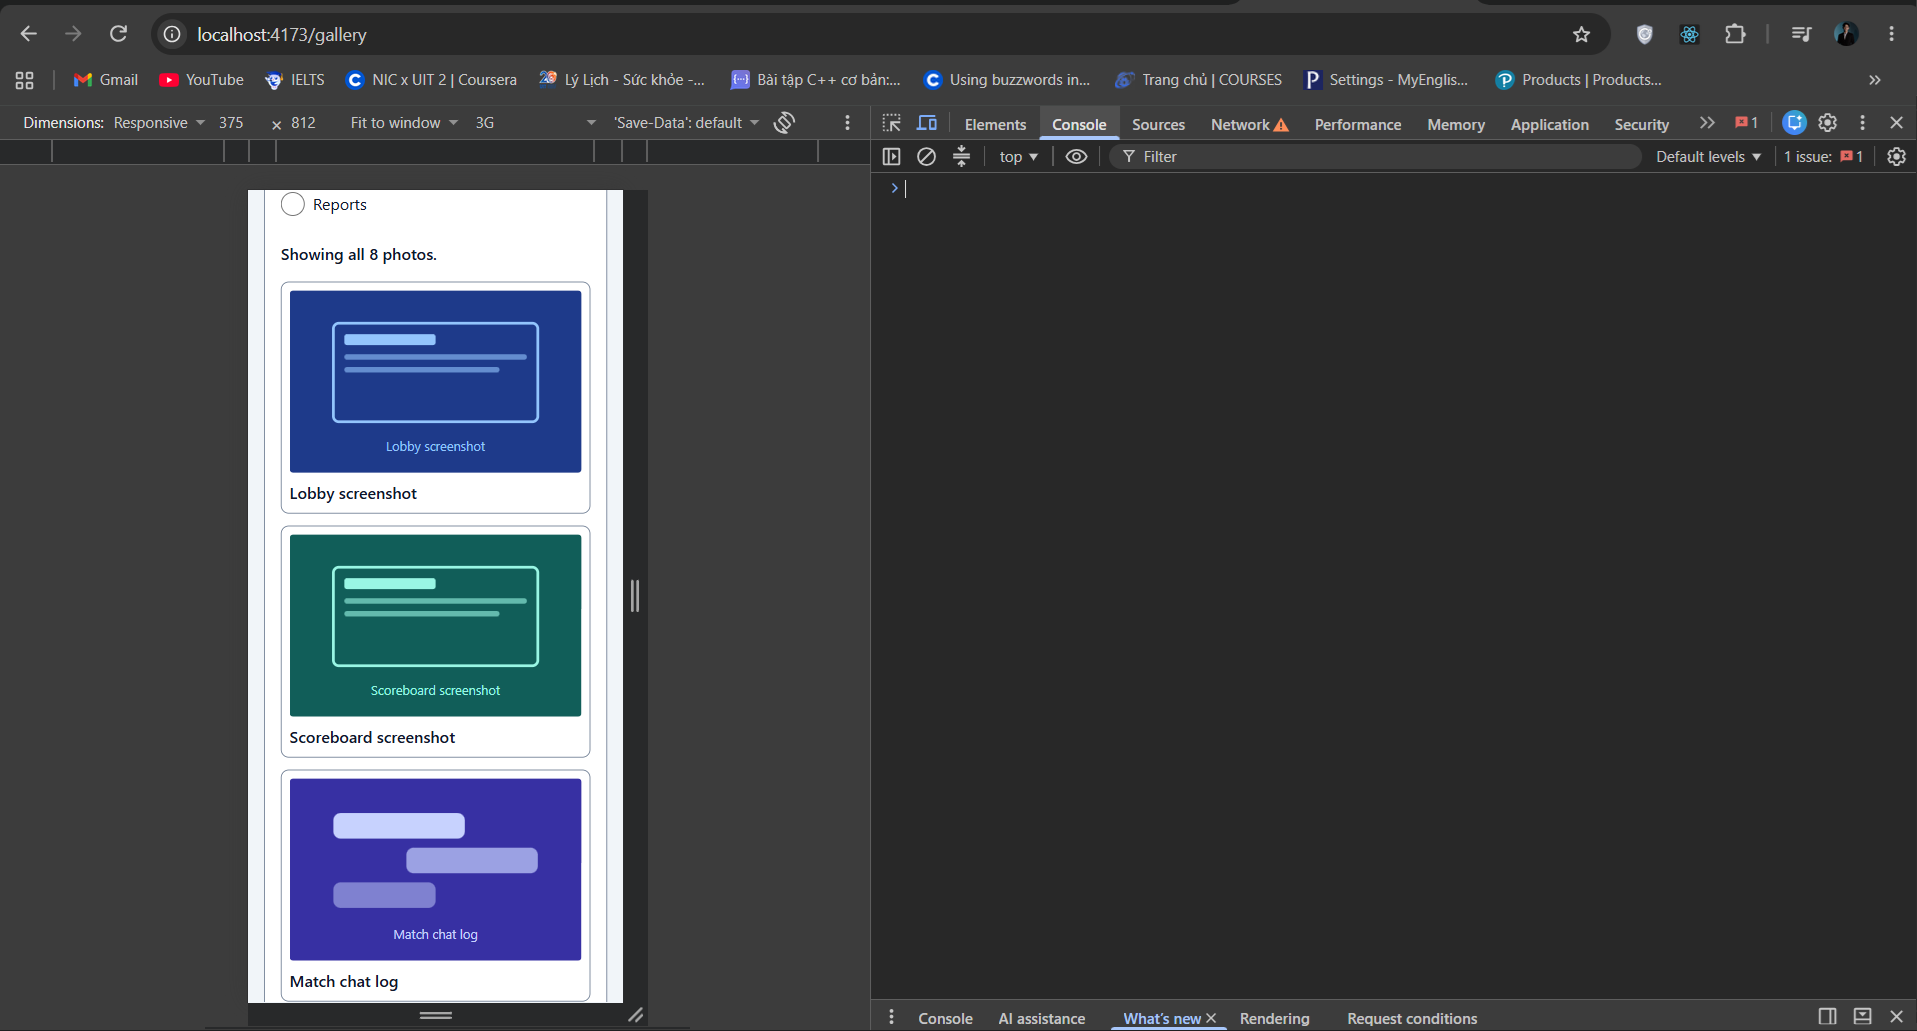 localhost:4173/gallery
Gmail YouTube IELTS NIC x UIT 2 | Coursera Lý Lịch - Sức khỏe -... Bài tập C++ cơ bản:... Using buzzwords in... Trang chủ | COURSES Settings - MyEnglis... Products | Products...
Dimensions: Responsive 375 × 812 Fit to window 3G 'Save-Data': default
Elements Console Sources Network Performance Memory Application Security 1
top Filter Default levels 1 issue: 1
Reports
Showing all 8 photos.
Lobby screenshot
Lobby screenshot
Scoreboard screenshot
Scoreboard screenshot
Match chat log
Match chat log
Console AI assistance What's new Rendering Request conditions